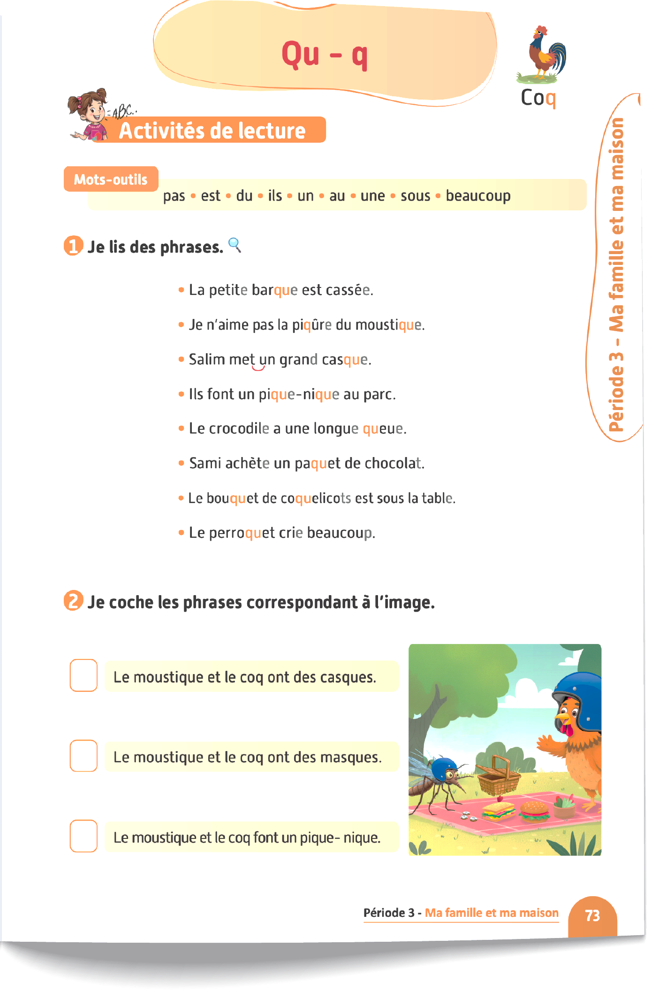 Qu - q
Coq
ABC..
Activités de lecture
Mots-outils
pas • est • du • ils • un • au • une • sous • beaucoup
1 Je lis des phrases.
• La petite barque est cassée.
• Je n'aime pas la piqûre du moustique.
• Salim met un grand casque.
• Ils font un pique-nique au parc.
• Le crocodile a une longue queue.
• Sami achète un paquet de chocolat.
• Le bouquet de coquelicots est sous la table.
• Le perroquet crie beaucoup.
2 Je coche les phrases correspondant à l'image.
Le moustique et le coq ont des casques.
Le moustique et le coq ont des masques.
Le moustique et le coq font un pique- nique.
Période 3 - Ma famille et ma maison
Période 3 - Ma famille et ma maison
73